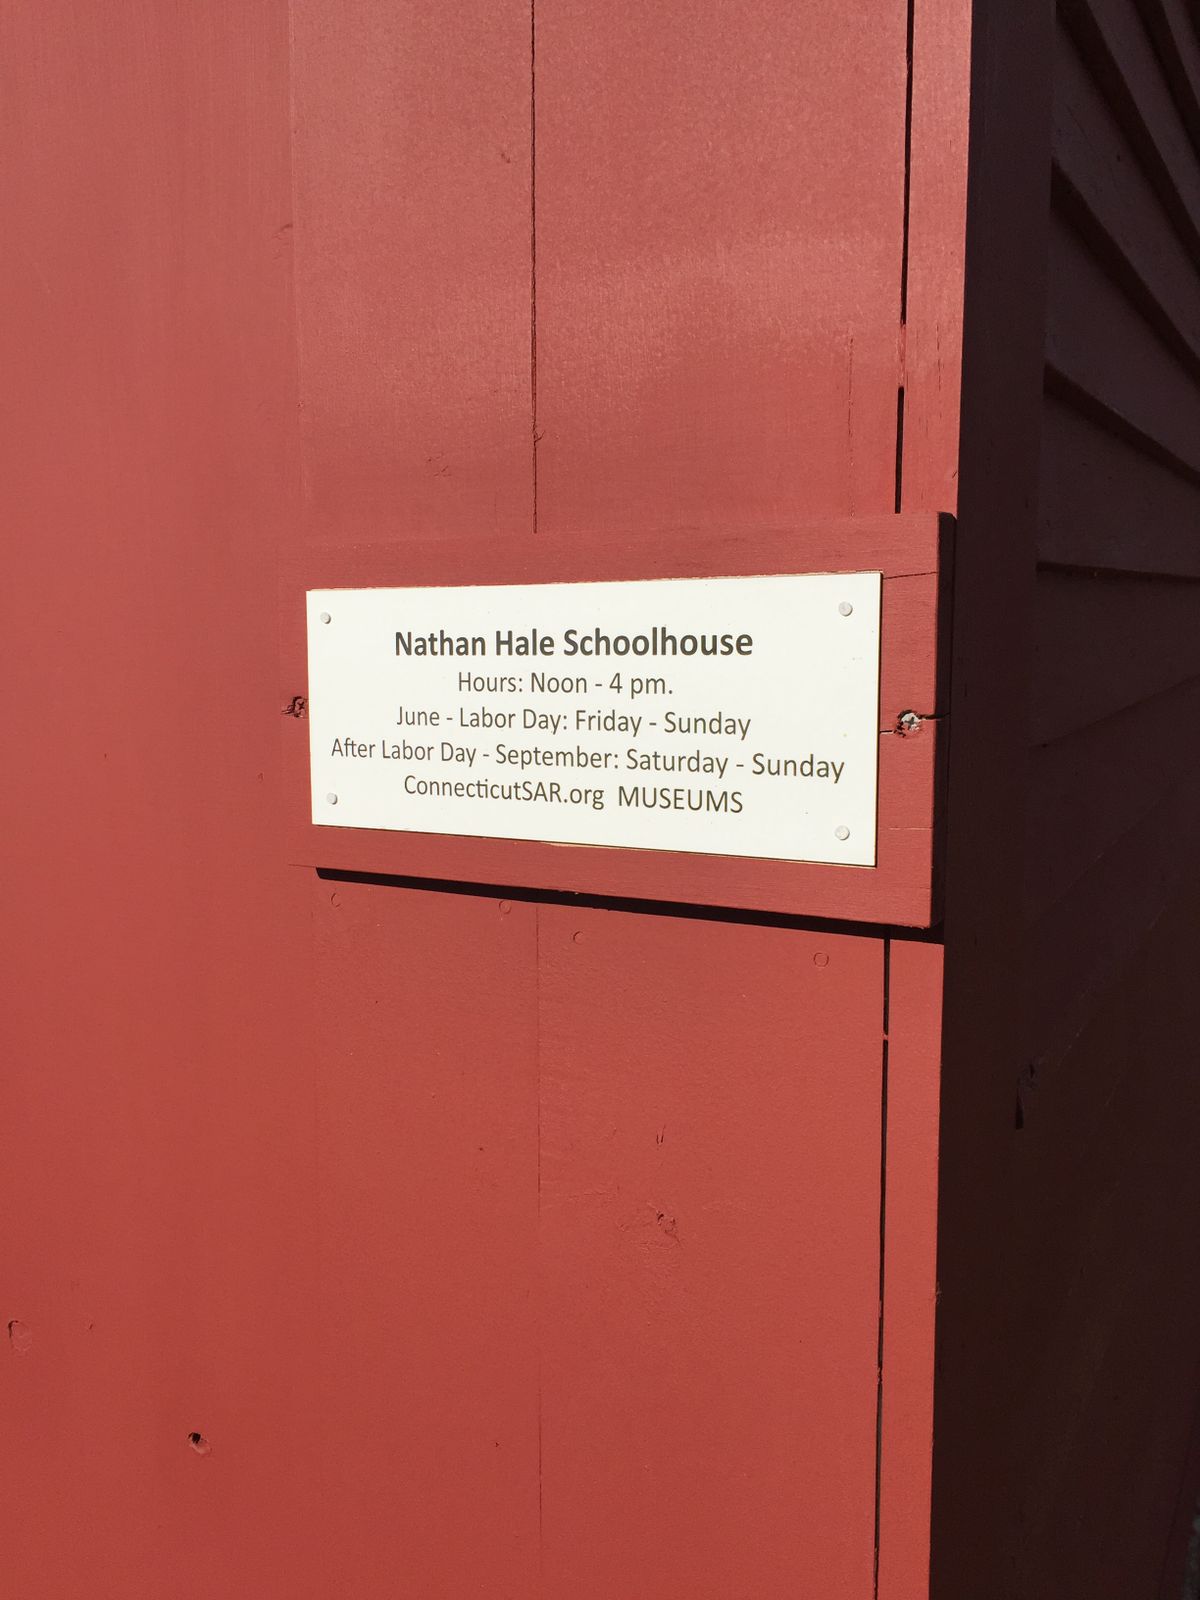 Nathan Hale Schoolhouse
Hours: Noon - 4 pm.
June - Labor Day: Friday - Sunday
After Labor Day - September: Saturday - Sunday
ConnecticutSAR.org MUSEUMS